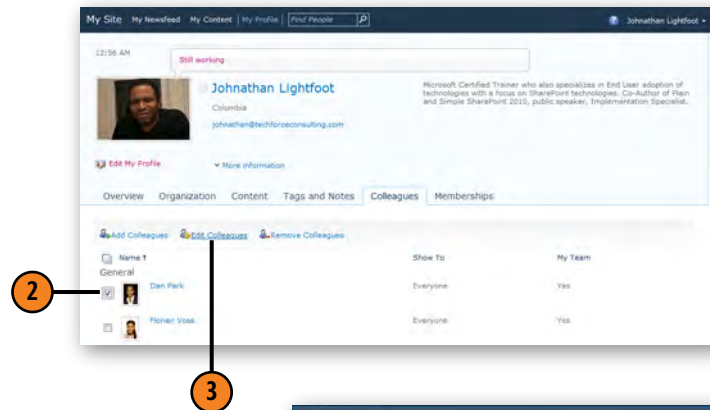 My Site My Newsfeed My Content | My Profile | Find People Johnathan Lightfoot
12:56 AM
Still working
Johnathan Lightfoot
Columbia
johnathan@techforceconsulting.com
Microsoft Certified Trainer who also specializes in End User adoption of
technologies with a focus on SharePoint technologies. Co-Author of Plain
and Simple SharePoint 2010, public speaker, Implementation Specialist.
Edit My Profile More information
Overview Organization Content Tags and Notes Colleagues Memberships
Add Colleagues Edit Colleagues Remove Colleagues
Name Show To My Team
General
2
Dan Park Everyone Yes
Florian Voss Everyone Yes
3